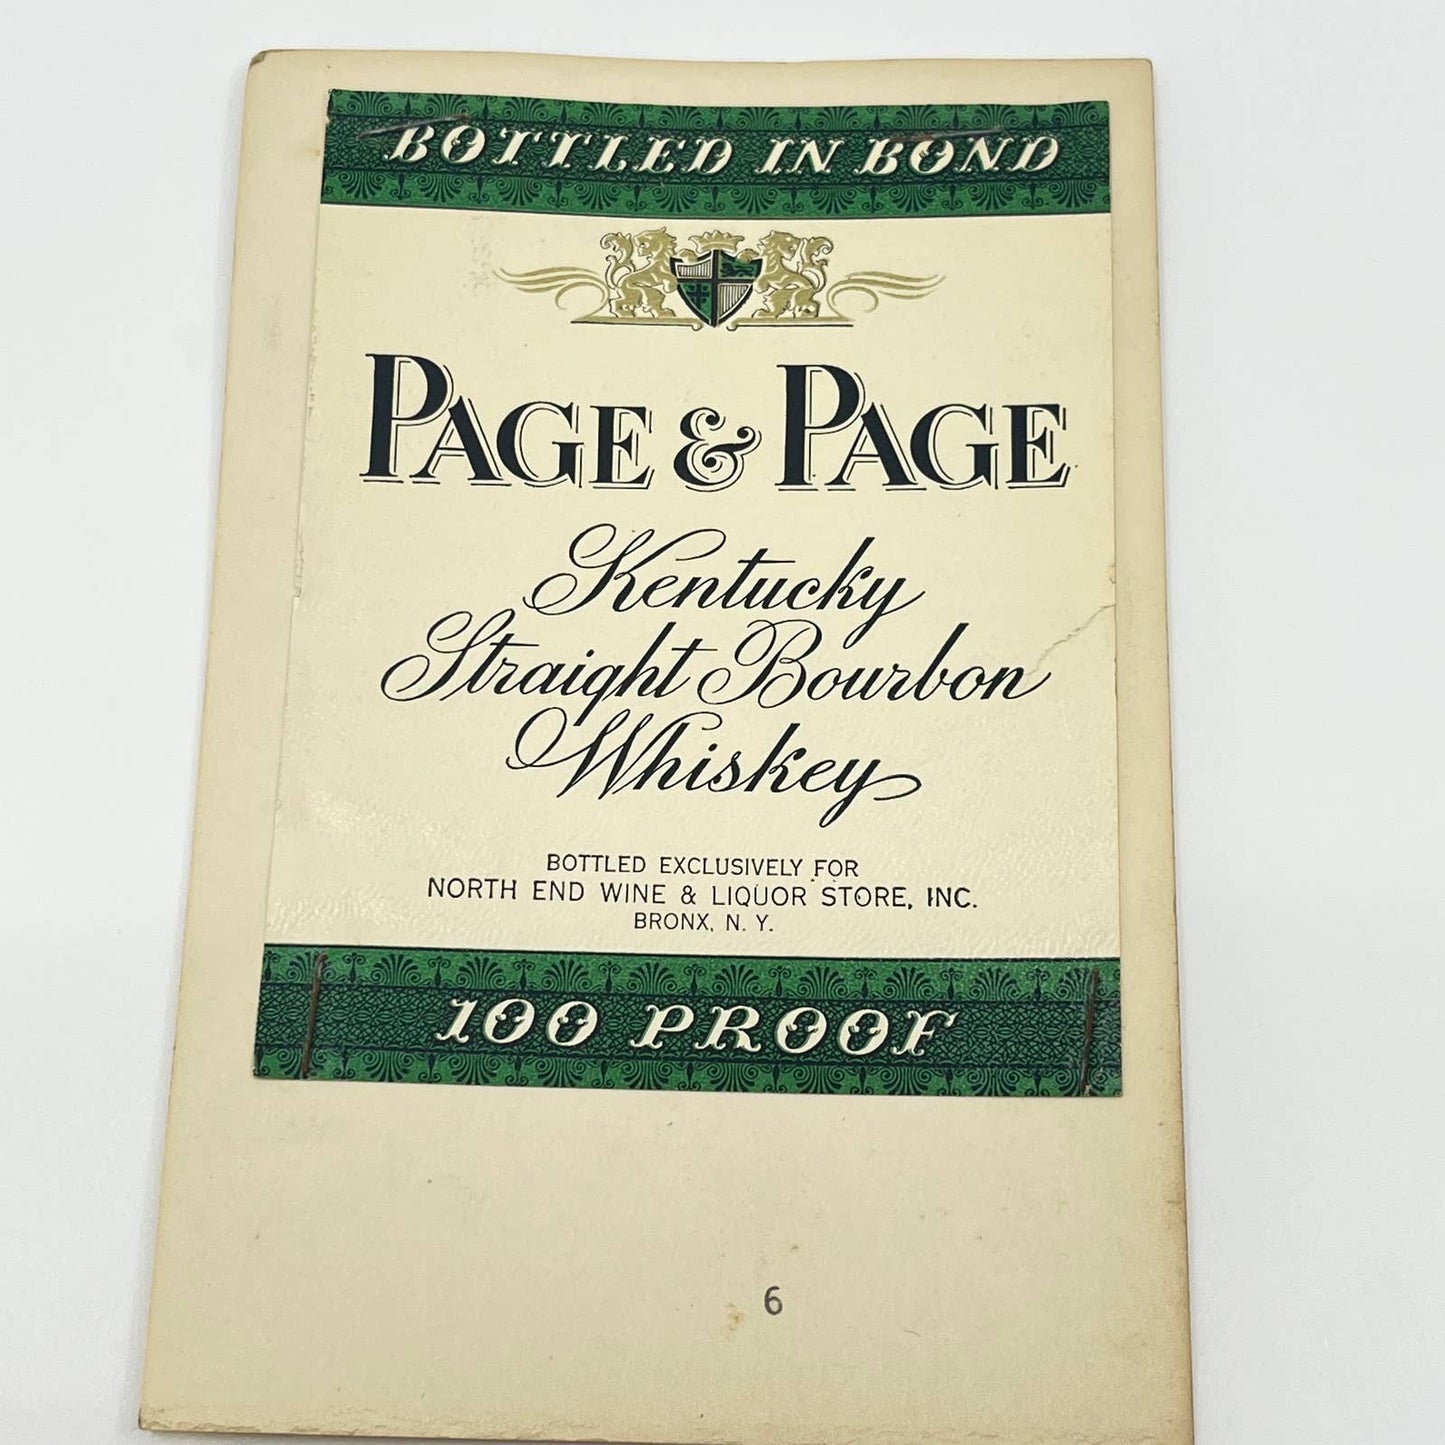 BOTTLED IN BOND
PAGE & PAGE
Kentucky
Straight Bourbon
Whiskey
BOTTLED EXCLUSIVELY FOR
NORTH END WINE & LIQUOR STORE, INC.
BRONX, N. Y.
100 PROOF
6